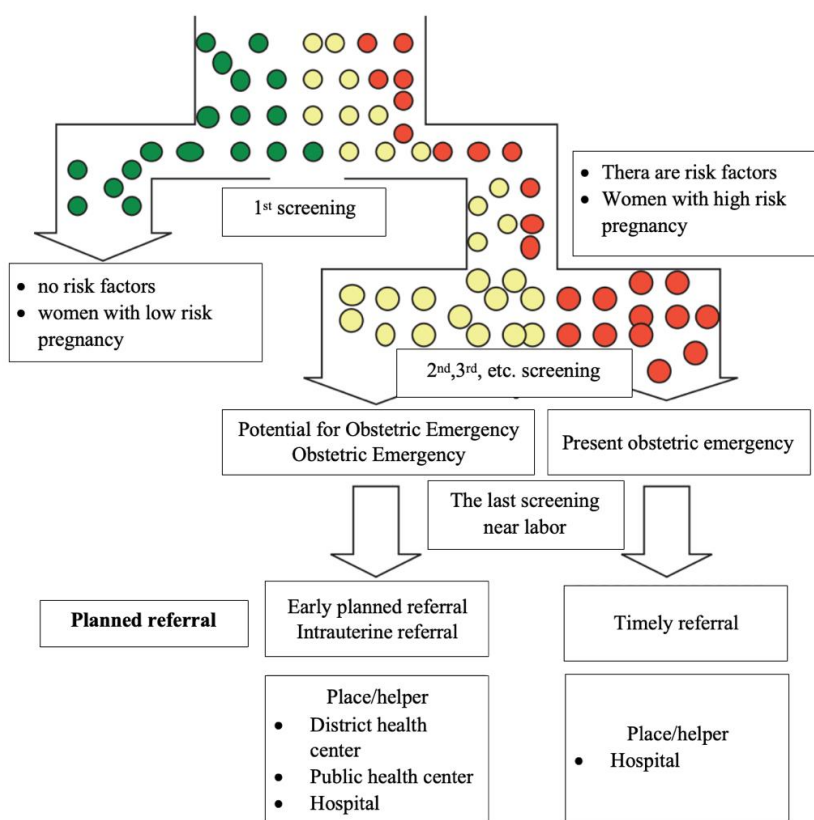 1st screening
• Thera are risk factors
• Women with high risk
pregnancy
• no risk factors
• women with low risk
pregnancy
2nd,3rd, etc. screening
Potential for Obstetric Emergency
Obstetric Emergency
Present obstetric emergency
The last screening
near labor
Planned referral
Early planned referral
Intrauterine referral
Timely referral
Place/helper
• District health
center
• Public health center
• Hospital
Place/helper
• Hospital